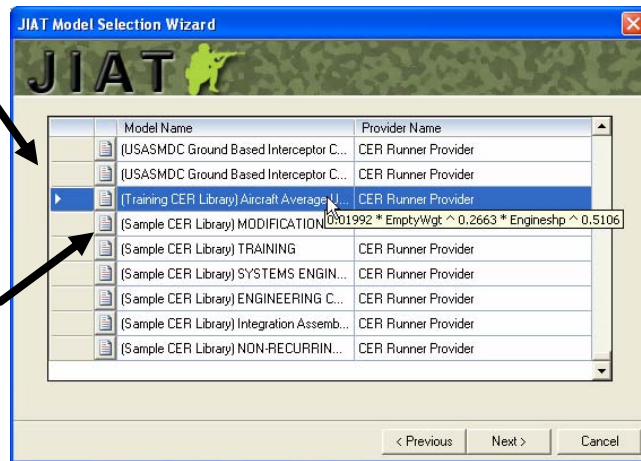 JIAT Model Selection Wizard
JIAT
Model Name Provider Name
(USASMDC Ground Based Interceptor C... CER Runner Provider
(USASMDC Ground Based Interceptor C... CER Runner Provider
(Training CER Library) Aircraft Average U... CER Runner Provider
(Sample CER Library) MODIFICATION
0.01992 * EmptyWgt ^ 0.2663 * Engineshp ^ 0.5106
(Sample CER Library) TRAINING CER Runner Provider
(Sample CER Library) SYSTEMS ENGIN... CER Runner Provider
(Sample CER Library) ENGINEERING C... CER Runner Provider
(Sample CER Library) Integration Assemb... CER Runner Provider
(Sample CER Library) NON-RECURRIN... CER Runner Provider
< Previous Next > Cancel